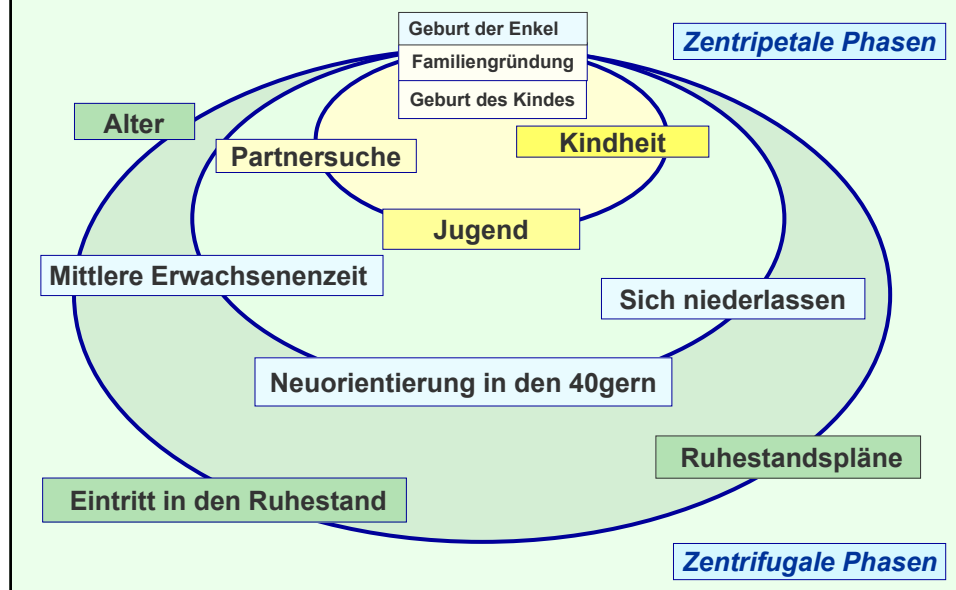 Geburt der Enkel
Zentripetale Phasen
Familiengründung
Geburt des Kindes
Alter
Kindheit
Partnersuche
Jugend
Mittlere Erwachsenenzeit
Sich niederlassen
Neuorientierung in den 40gern
Ruhestandspläne
Eintritt in den Ruhestand
Zentrifugale Phasen